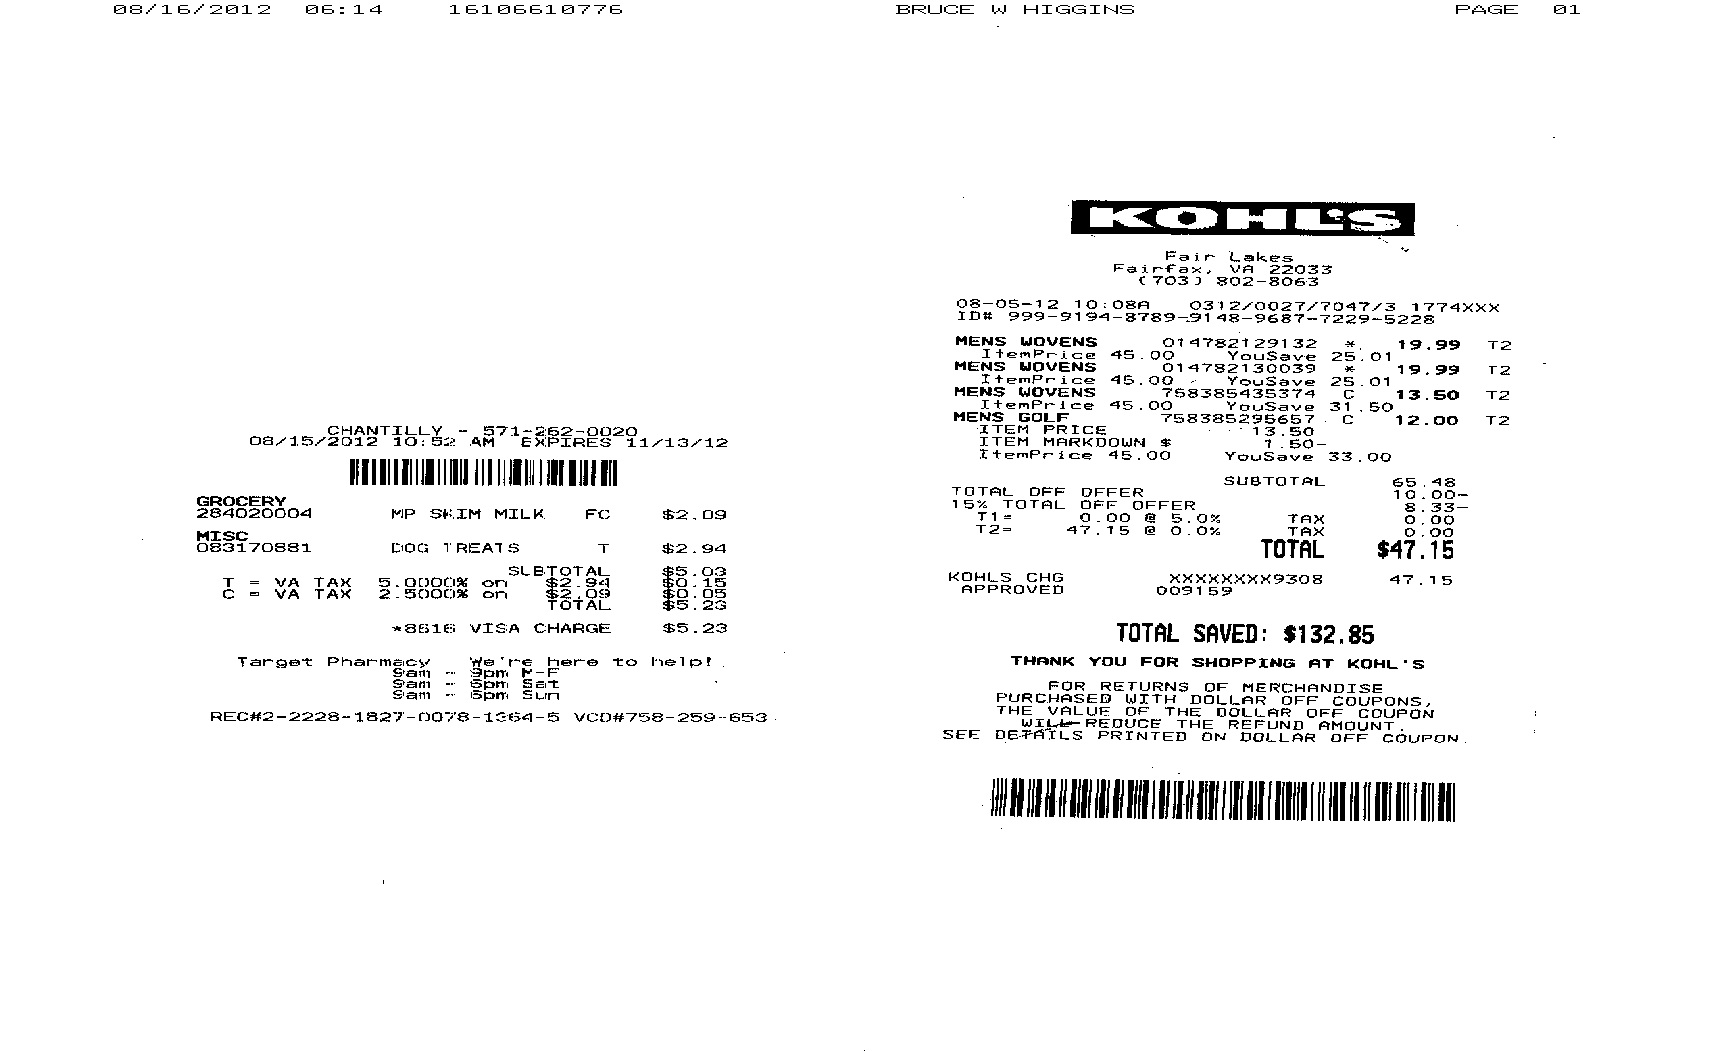 08/16/2012 06:14 16106610776 BRUCE W HIGGINS PAGE 01
CHANTILLY - 571-262-0020
08/15/2012 10:52 AM EXPIRES 11/13/12
GROCERY
284020004 MP SKIM MILK FC $2.09
MISC
083170881 DOG TREATS T $2.94
SUBTOTAL $5.03
T = VA TAX 5.0000% on $2.94 $0.15
C = VA TAX 2.5000% on $2.09 $0.05
TOTAL $5.23
*8616 VISA CHARGE $5.23
Target Pharmacy We're here to help!
9am - 9pm M-F
9am - 6pm Sat
9am - 6pm Sun
REC#2-2228-1827-0078-1364-5 VCD#758-259-653
KOHL'S
Fair Lakes
Fairfax, VA 22033
(703) 802-8063
08-05-12 10:08A 0312/0027/7047/3 1774XXX
ID# 999-9194-8789-9148-9687-7229-5228
MENS WOVENS 014782129132 * 19.99 T2
ItemPrice 45.00 YouSave 25.01
MENS WOVENS 014782130039 * 19.99 T2
ItemPrice 45.00 YouSave 25.01
MENS WOVENS 758385435374 C 13.50 T2
ItemPrice 45.00 YouSave 31.50
MENS GOLF 758385295657 C 12.00 T2
ITEM PRICE 13.50
ITEM MARKDOWN $ 1.50-
ItemPrice 45.00 YouSave 33.00
SUBTOTAL 65.48
TOTAL OFF OFFER 10.00-
15% TOTAL OFF OFFER 8.33-
T1= 0.00 @ 5.0% TAX 0.00
T2= 47.15 @ 0.0% TAX 0.00
TOTAL $47.15
KOHLS CHG XXXXXXXX9308 47.15
APPROVED 009159
TOTAL SAVED: $132.85
THANK YOU FOR SHOPPING AT KOHL'S
FOR RETURNS OF MERCHANDISE
PURCHASED WITH DOLLAR OFF COUPONS,
THE VALUE OF THE DOLLAR OFF COUPON
WILL REDUCE THE REFUND AMOUNT.
SEE DETAILS PRINTED ON DOLLAR OFF COUPON.